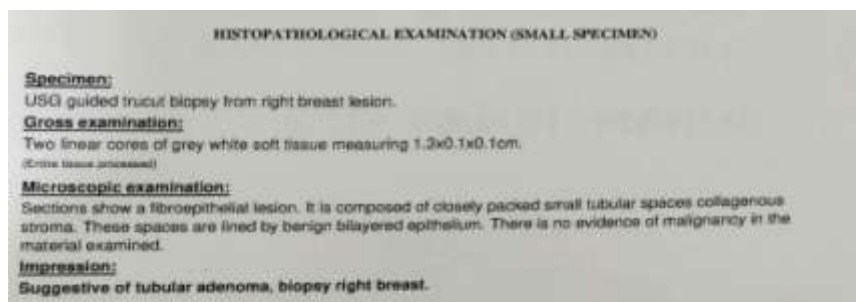 HISTOPATHOLOGICAL EXAMINATION (SMALL SPECIMEN)
Specimen:
USG guided trucut biopsy from right breast lesion.
Gross examination:
Two linear cores of grey white soft tissue measuring 1.3x0.1x0.1cm.
(Entire tissue processed)
Microscopic examination:
Sections show a fibroepithelial lesion. It is composed of closely packed small tubular spaces collagenous
stroma. These spaces are lined by benign bilayered epithelium. There is no evidence of malignancy in the
material examined.
Impression:
Suggestive of tubular adenoma, biopsy right breast.